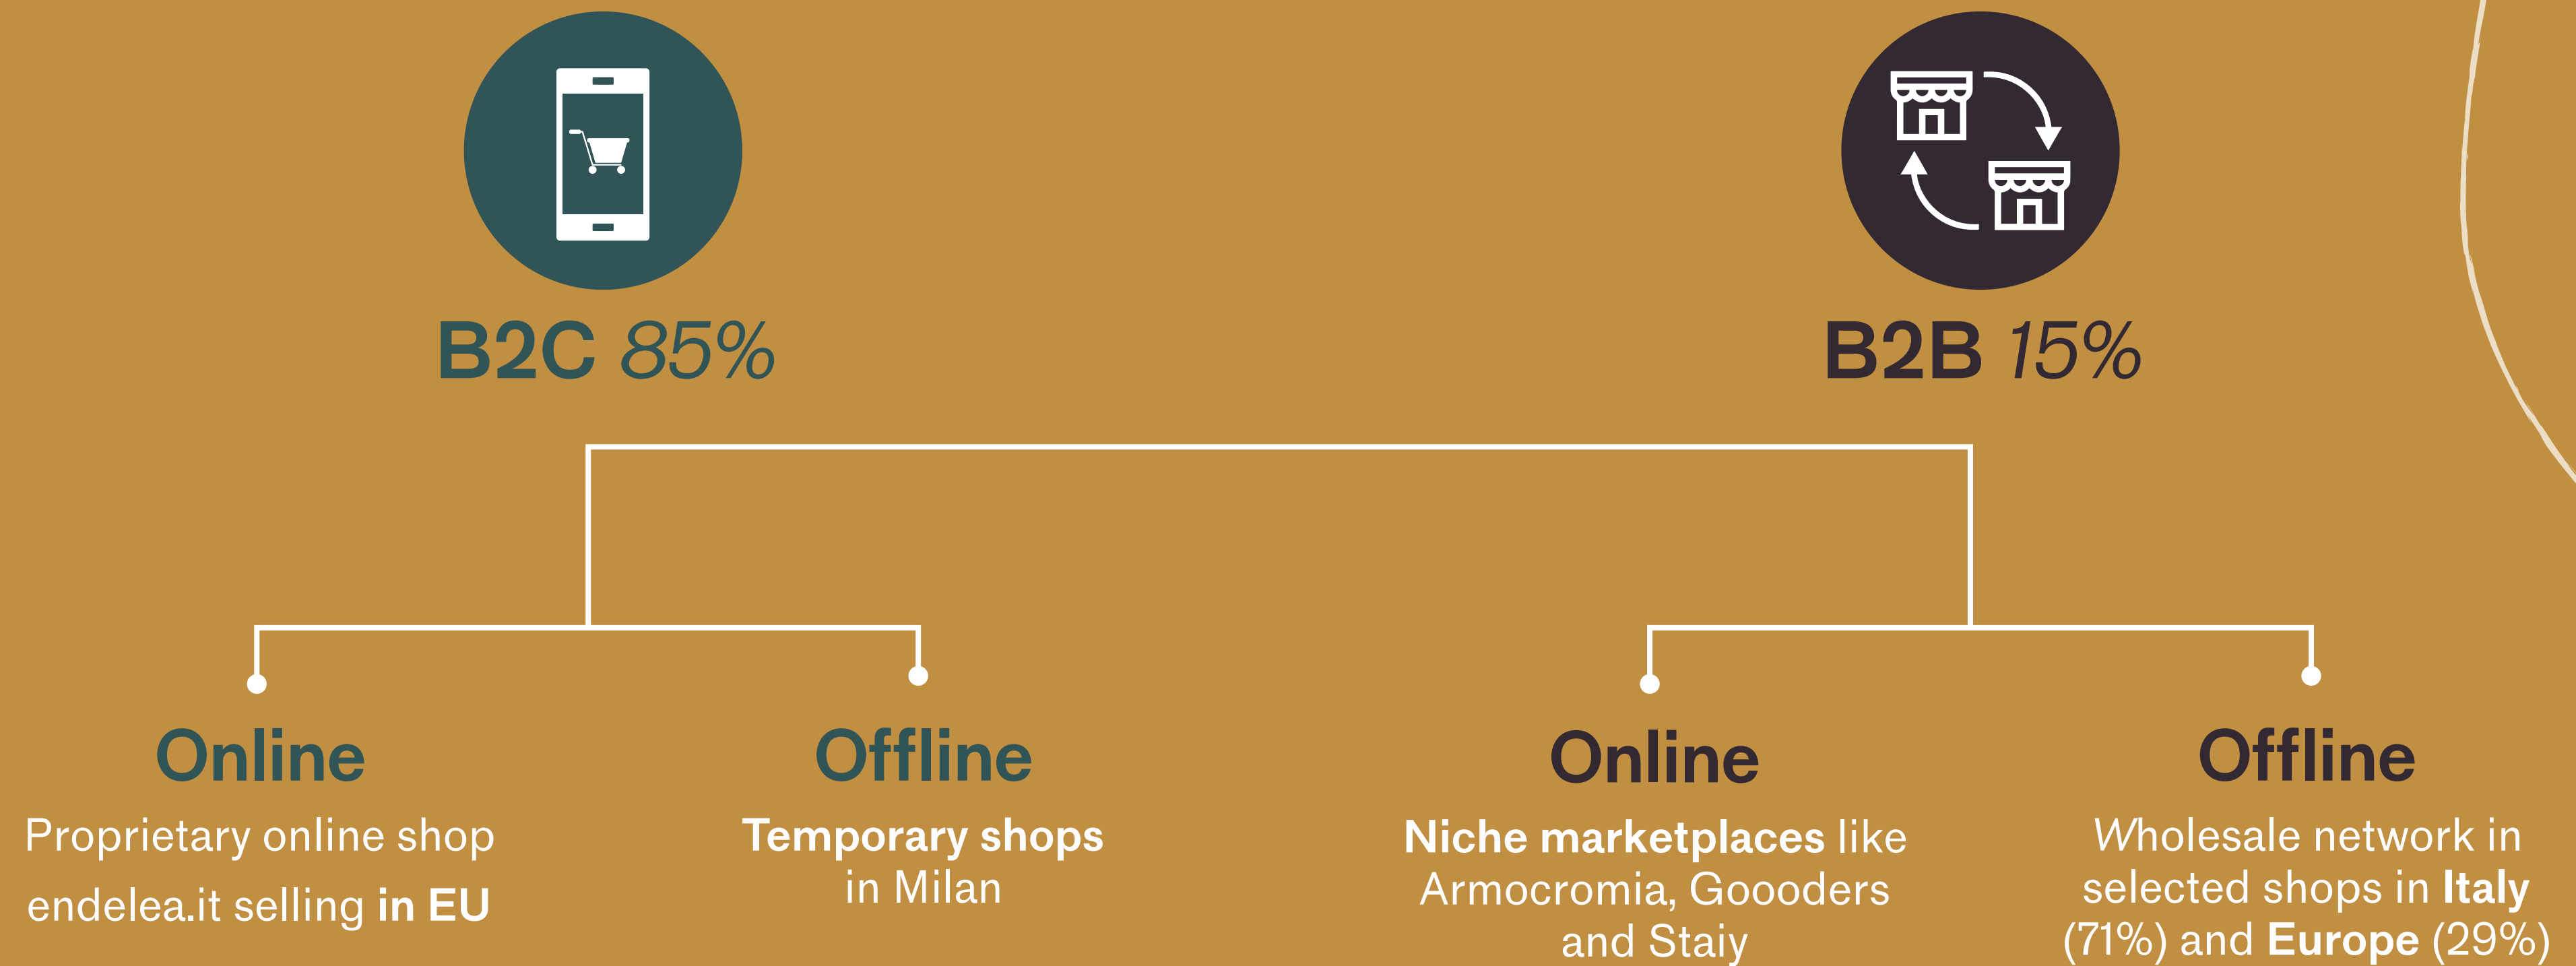 B2C 85%
B2B 15%
Online
Proprietary online shop
endelea.it selling in EU
Offline
Temporary shops
in Milan
Online
Niche marketplaces like
Armocromia, Goooders
and Staiy
Offline
Wholesale network in
selected shops in Italy
(71%) and Europe (29%)